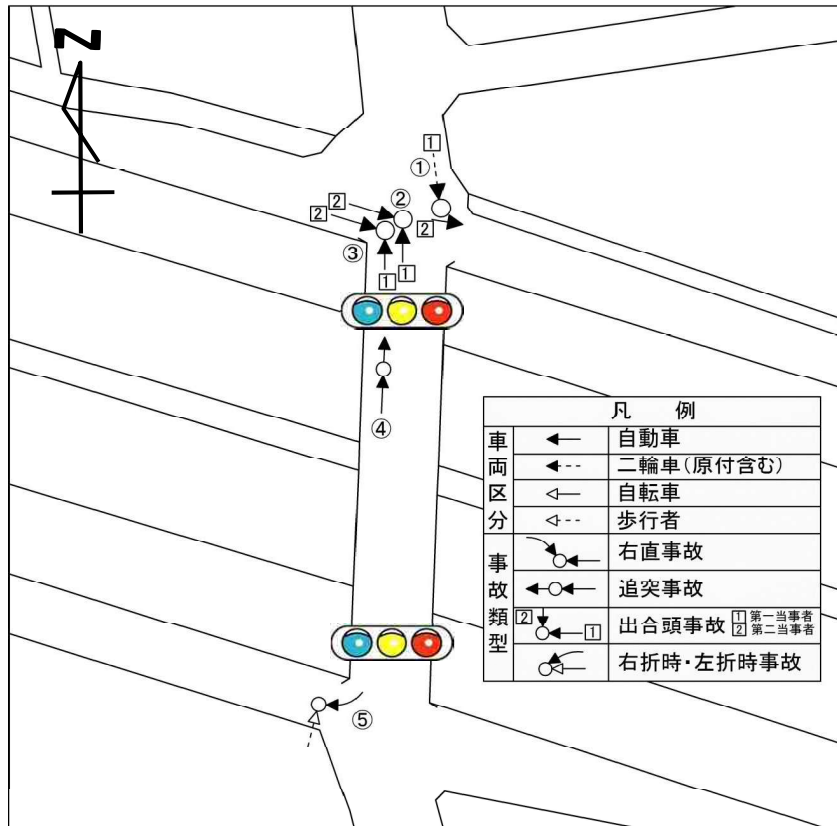 N
1
①
2
②
2
2
③
1
1
④
凡 例
車両区分
自動車
二輪車(原付含む)
自転車
歩行者
事故類型
右直事故
追突事故
2
1
出合頭事故 1 第一当事者
2 第二当事者
右折時・左折時事故
⑤